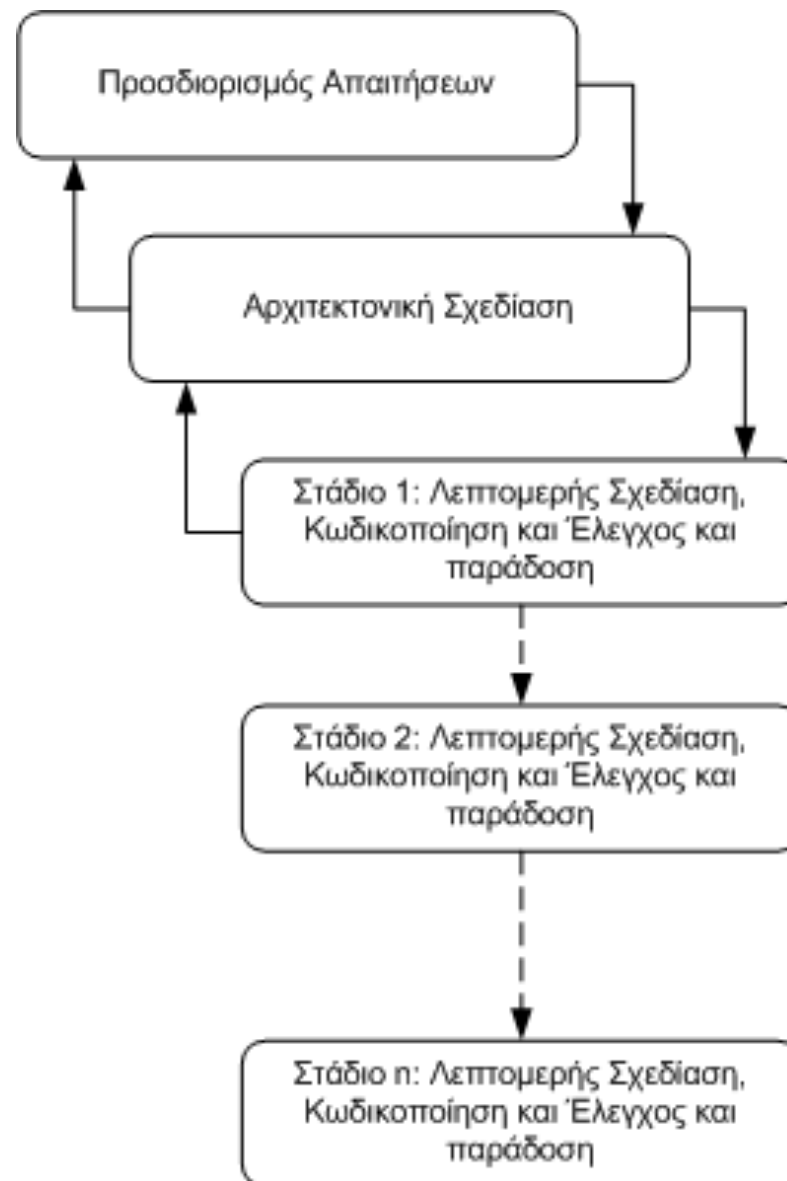 Προσδιορισμός Απαιτήσεων
Αρχιτεκτονική Σχεδίαση
Στάδιο 1: Λεπτομερής Σχεδίαση,
Κωδικοποίηση και Έλεγχος και
παράδοση
Στάδιο 2: Λεπτομερής Σχεδίαση,
Κωδικοποίηση και Έλεγχος και
παράδοση
Στάδιο n: Λεπτομερής Σχεδίαση,
Κωδικοποίηση και Έλεγχος και
παράδοση